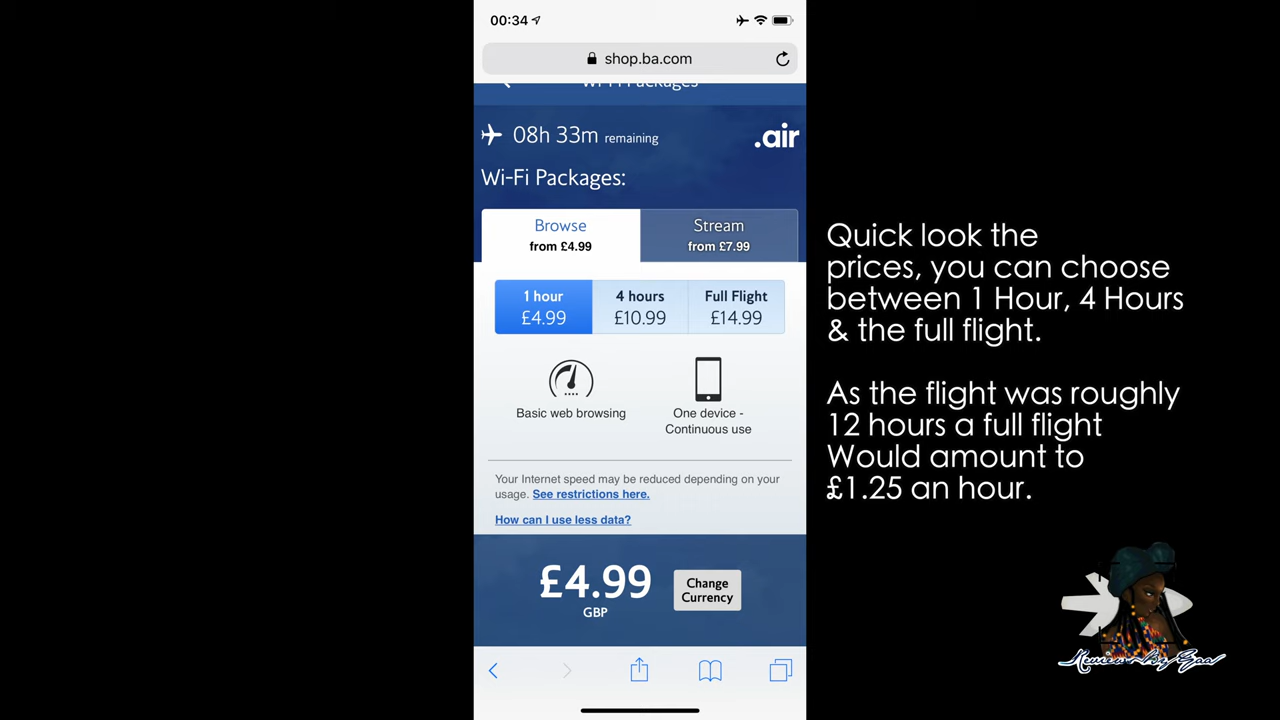 00:34
shop.ba.com
Wi-Fi Packages
08h 33m remaining
.air
Wi-Fi Packages:
Browse
from £4.99
Stream
from £7.99
1 hour
£4.99
4 hours
£10.99
Full Flight
£14.99
Basic web browsing
One device -
Continuous use
Your Internet speed may be reduced depending on your
usage. See restrictions here.
How can I use less data?
£4.99
GBP
Change
Currency
Quick look the
prices, you can choose
between 1 Hour, 4 Hours
& the full flight.
As the flight was roughly
12 hours a full flight
Would amount to
£1.25 an hour.